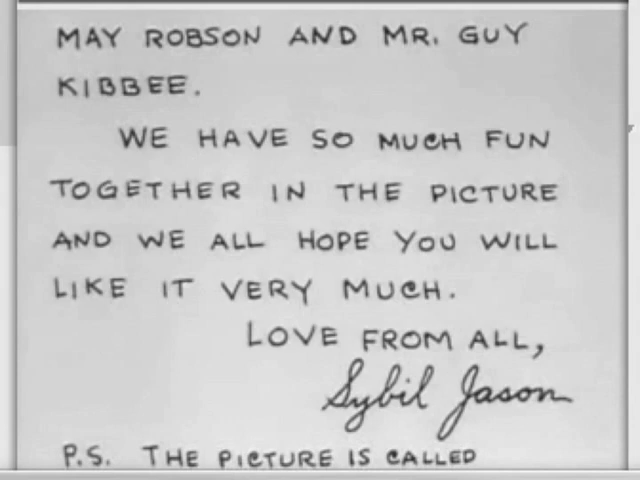 MAY ROBSON AND MR. GUY
KIBBEE.
WE HAVE SO MUCH FUN
TOGETHER IN THE PICTURE
AND WE ALL HOPE YOU WILL
LIKE IT VERY MUCH.
LOVE FROM ALL,
Sybil Jason
P.S. THE PICTURE IS CALLED